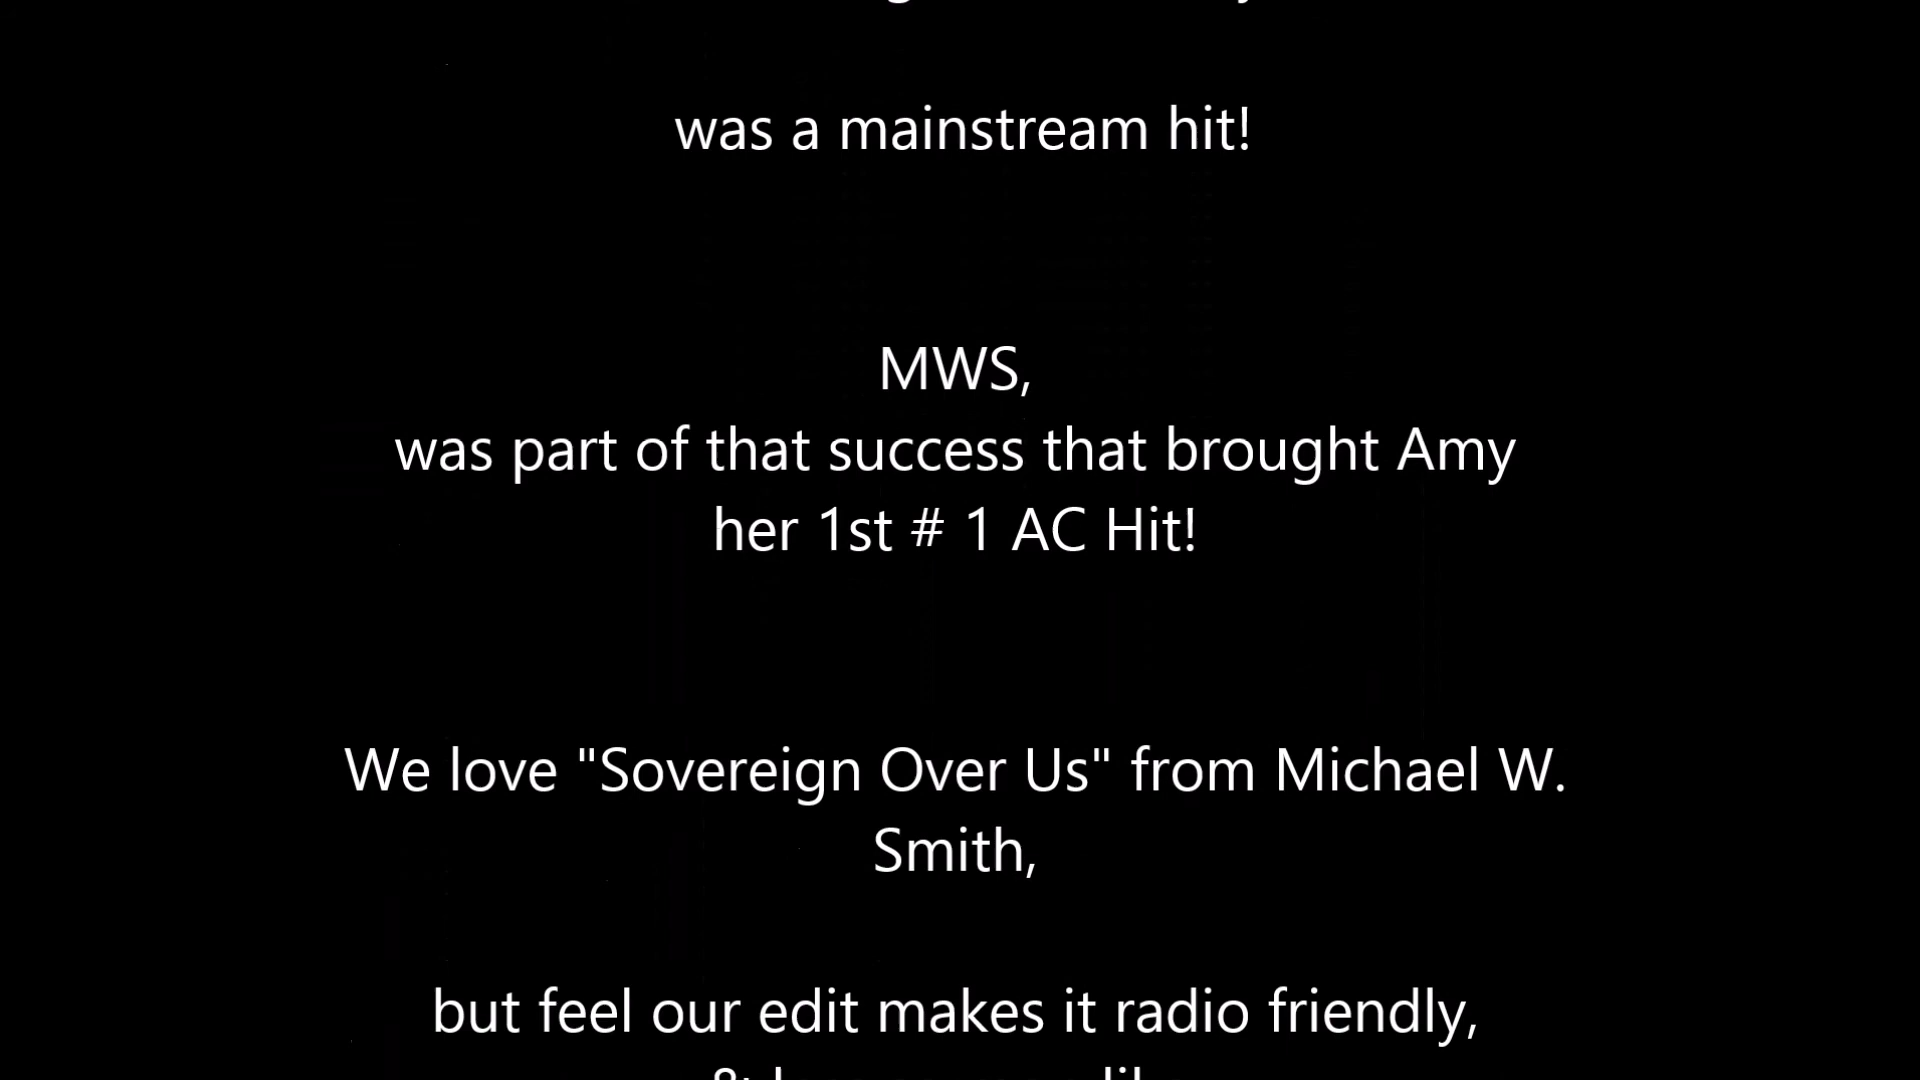 was a mainstream hit!
MWS,
was part of that success that brought Amy
her 1st # 1 AC Hit!
We love "Sovereign Over Us" from Michael W.
Smith,
but feel our edit makes it radio friendly,